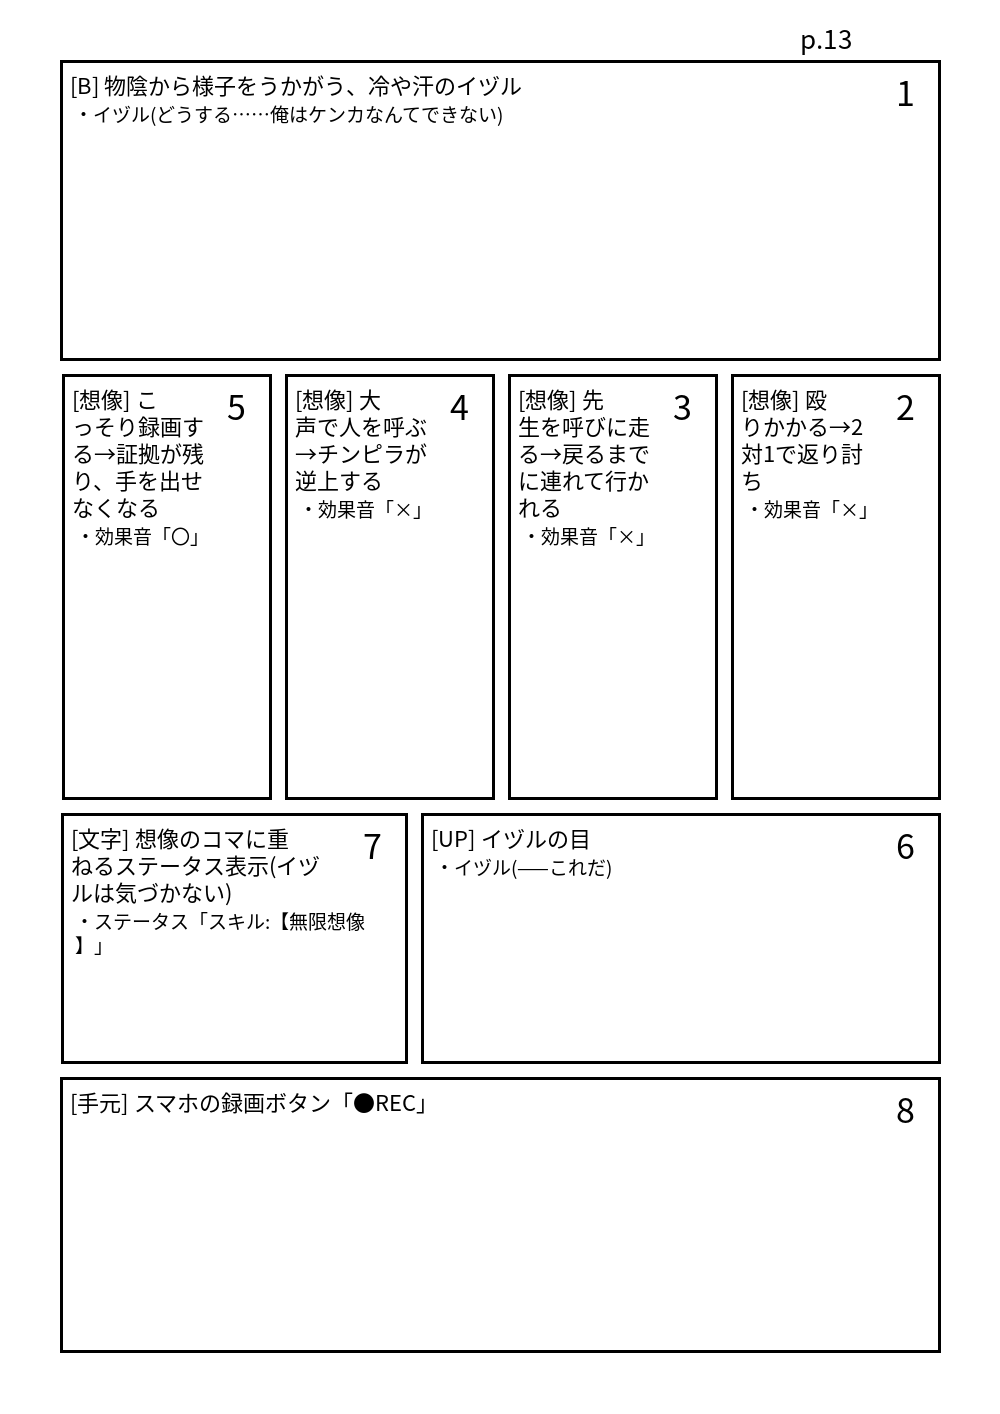 p.13
[B] 物陰から様子をうかがう、冷や汗のイヅル
1
・イヅル(どうする……俺はケンカなんてできない)
[想像] 殴
2
りかかる→2
対1で返り討
ち
・効果音「×」
[想像] 先
3
生を呼びに走
る→戻るまで
に連れて行か
れる
・効果音「×」
[想像] 大
4
声で人を呼ぶ
→チンピラが
逆上する
・効果音「×」
[想像] こ
5
っそり録画す
る→証拠が残
り、手を出せ
なくなる
・効果音「〇」
[UP] イヅルの目
6
・イヅル(――これだ)
[文字] 想像のコマに重
7
ねるステータス表示(イヅ
ルは気づかない)
・ステータス「スキル:【無限想像
】」
[手元] スマホの録画ボタン「●REC」
8